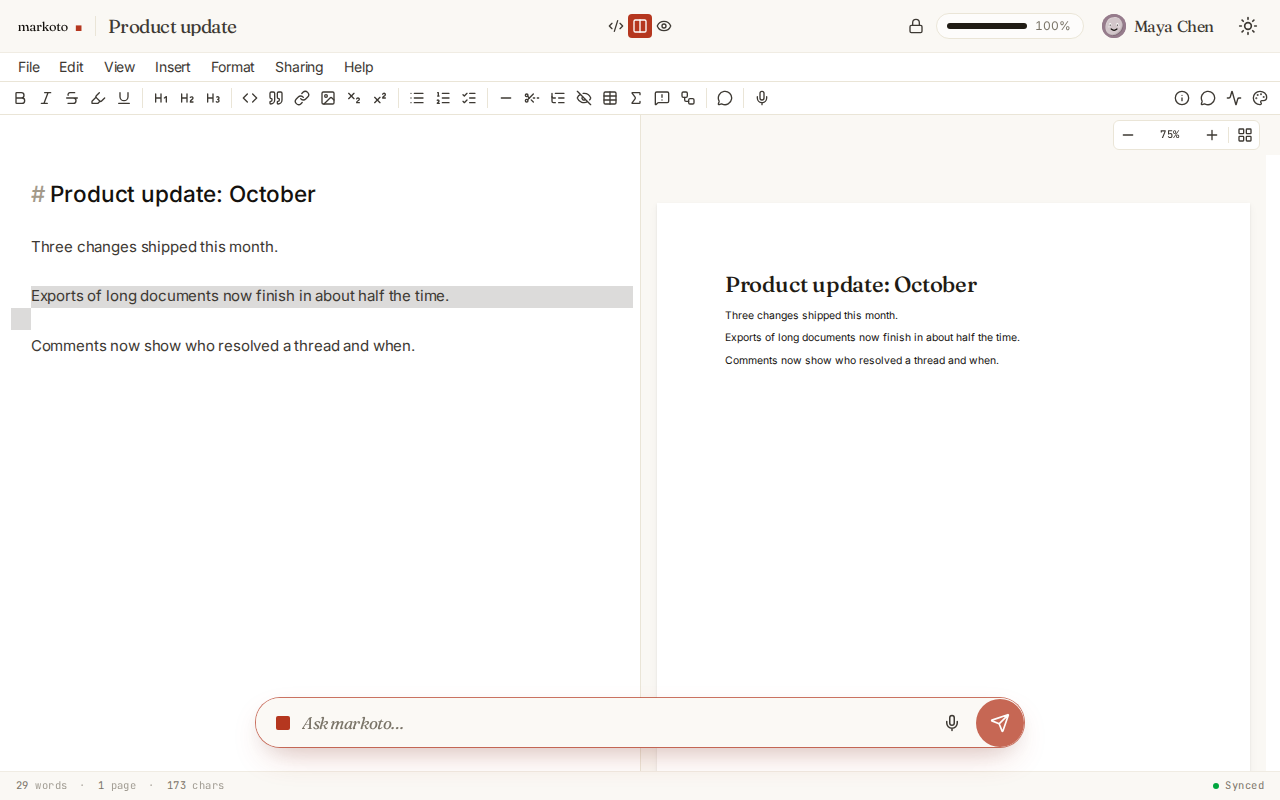 markoto
Product update
100%
Maya Chen
File Edit View Insert Format Sharing Help
H1 H2 H3
75%
# Product update: October
Three changes shipped this month.
Exports of long documents now finish in about half the time.
Comments now show who resolved a thread and when.
Product update: October
Three changes shipped this month.
Exports of long documents now finish in about half the time.
Comments now show who resolved a thread and when.
Ask markoto...
29 words · 1 page · 173 chars
Synced